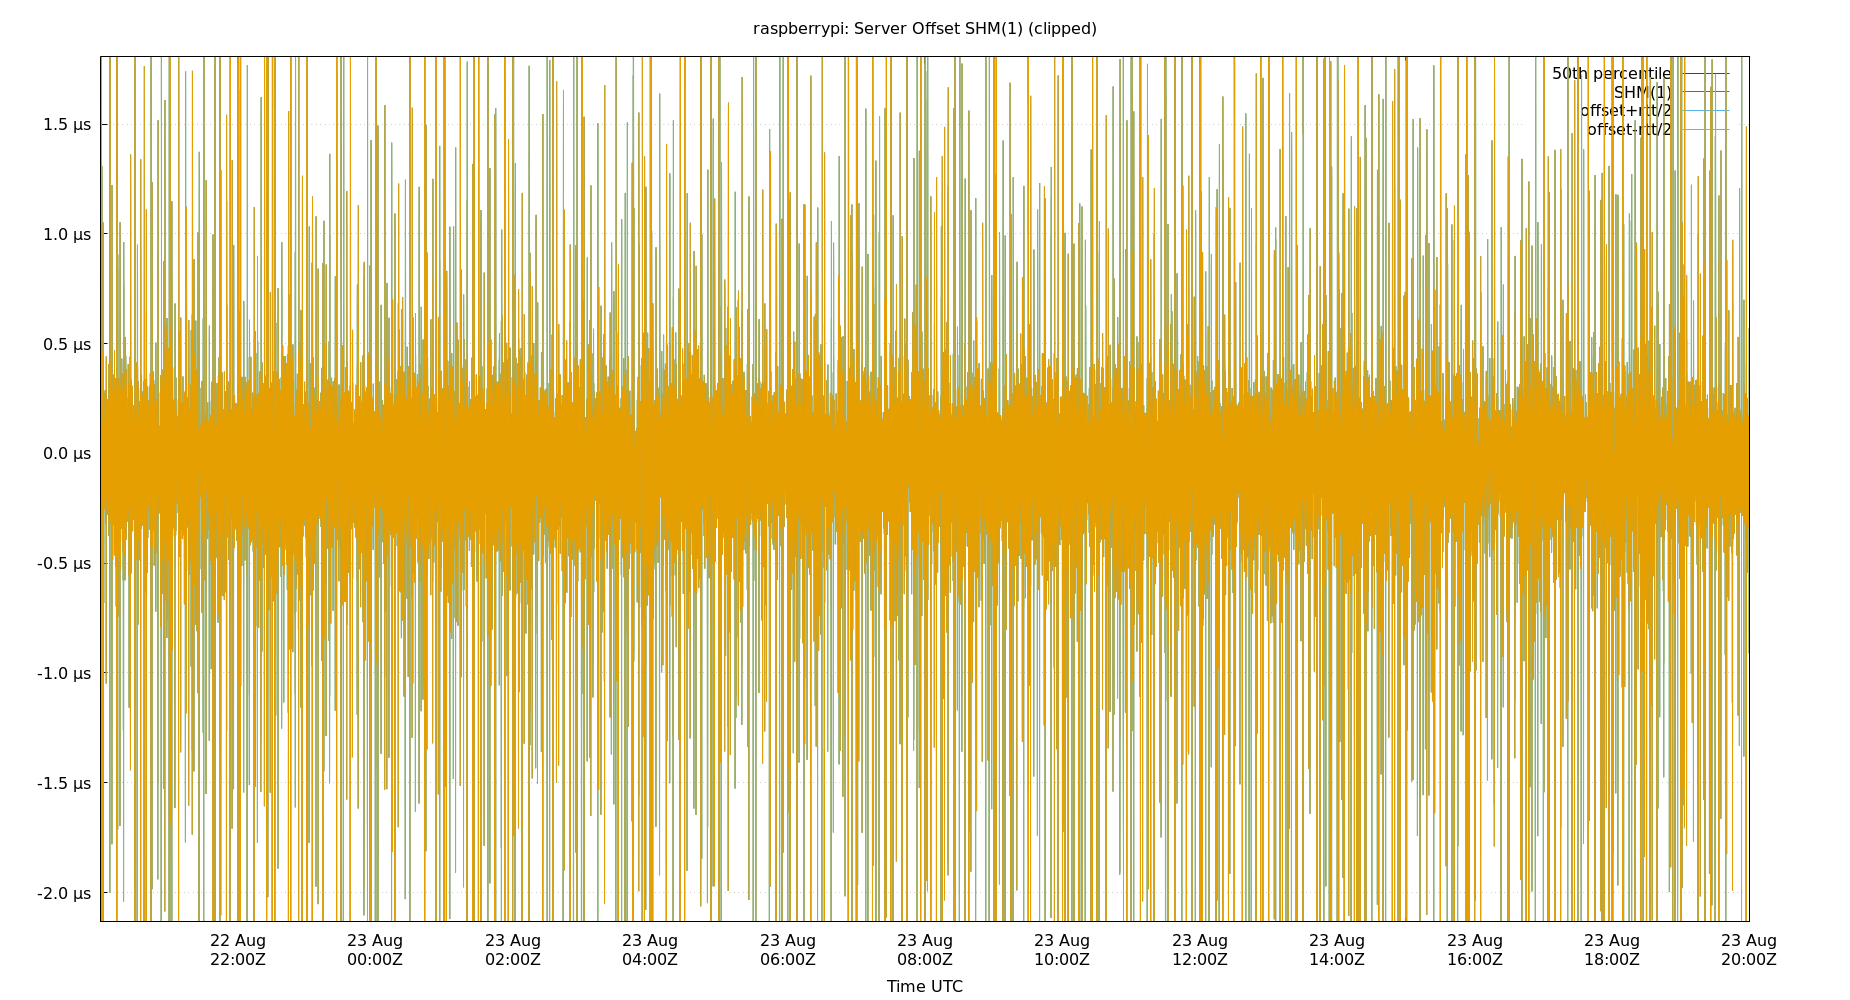 raspberrypi: Server Offset SHM(1) (clipped)
50th percentile
SHM(1)
offset+rtt/2
offset-rtt/2
1.5 µs
1.0 µs
0.5 µs
0.0 µs
-0.5 µs
-1.0 µs
-1.5 µs
-2.0 µs
22 Aug 23 Aug 23 Aug 23 Aug 23 Aug 23 Aug 23 Aug 23 Aug 23 Aug 23 Aug 23 Aug 23 Aug
22:00Z 00:00Z 02:00Z 04:00Z 06:00Z 08:00Z 10:00Z 12:00Z 14:00Z 16:00Z 18:00Z 20:00Z
Time UTC